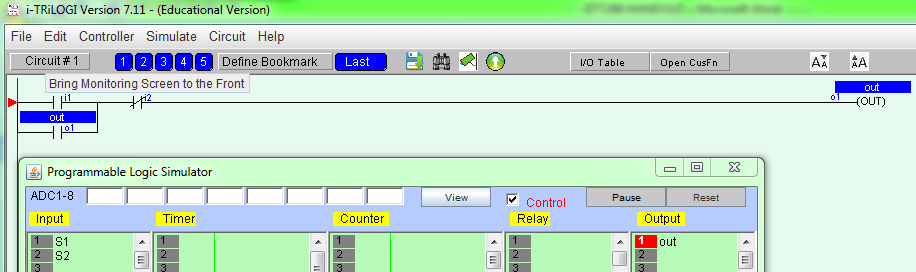 i-TRiLOGI Version 7.11 - (Educational Version)
File Edit Controller Simulate Circuit Help
Circuit # 1 1 2 3 4 5 Define Bookmark Last I/O Table Open CusFn
Bring Monitoring Screen to the Front
out
i1 i2 o1 (OUT)
out
o1
Programmable Logic Simulator
ADC1-8 View Control Pause Reset
Input Timer Counter Relay Output
1 S1 1 1 1 1 out
2 S2 2 2 2 2
3 3 3 3 3